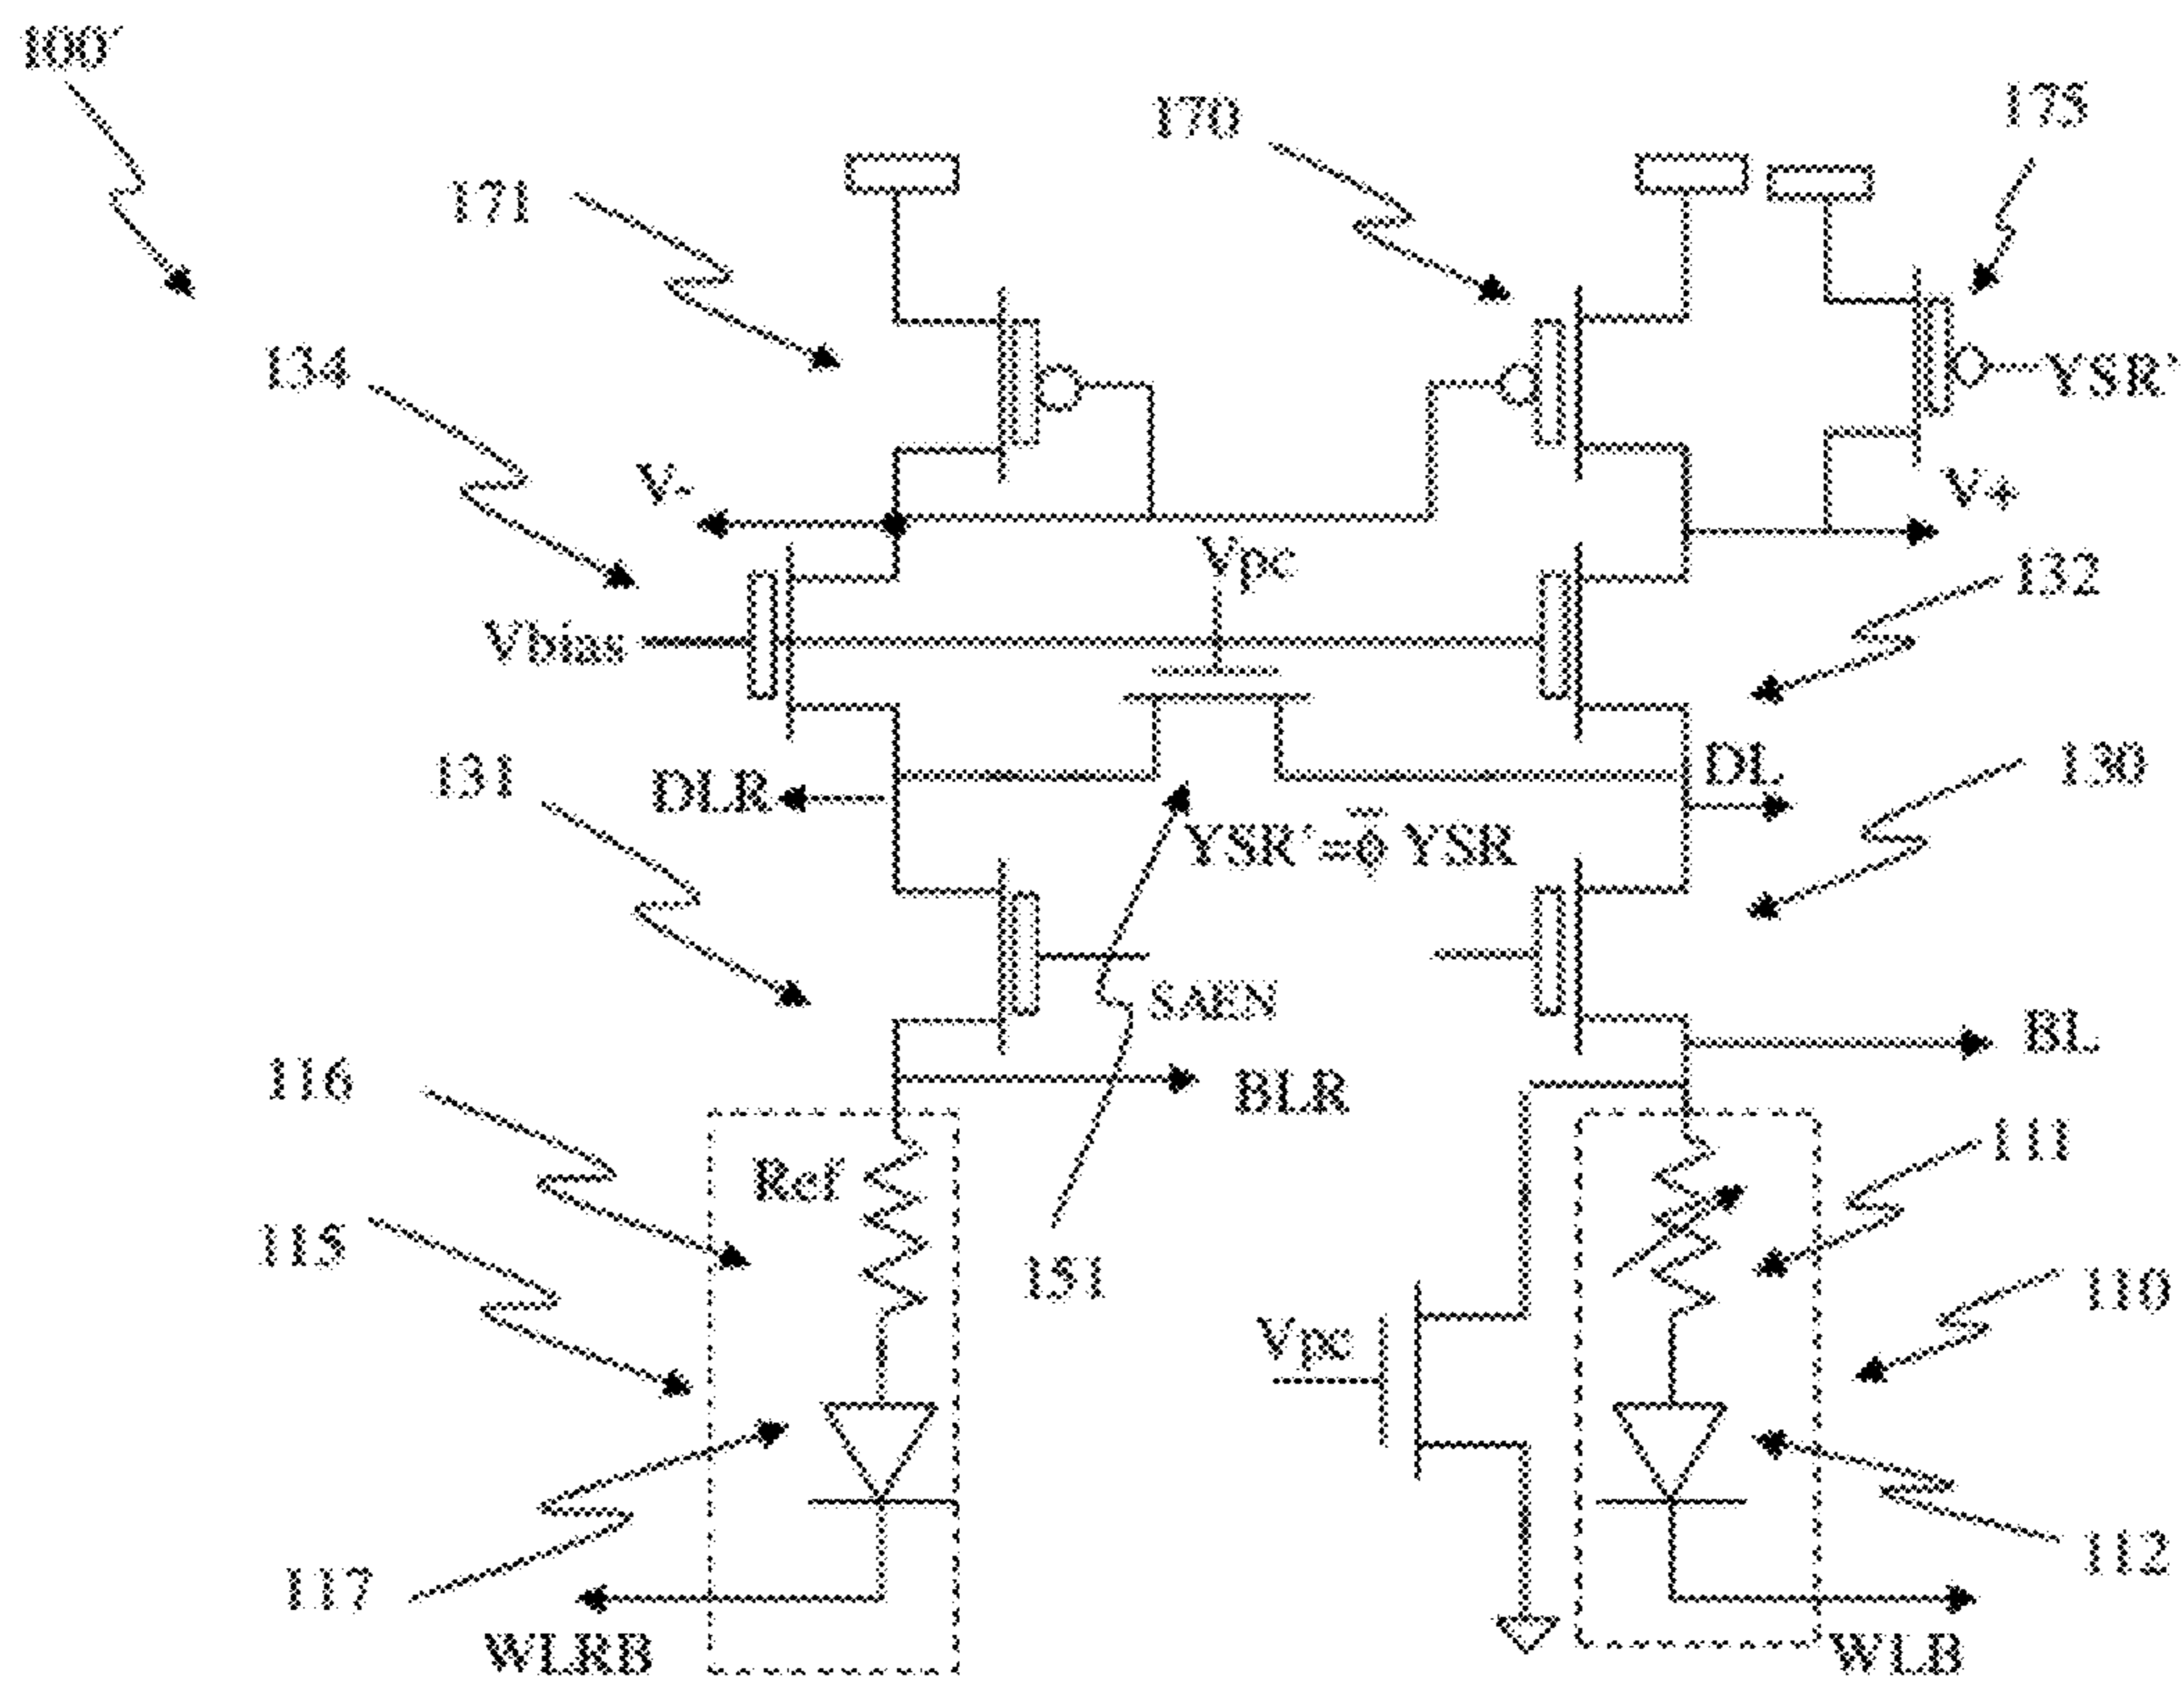 100'
170
175
171
134
YSR'
V-
V+
Vpc
132
Vbias
131
DLR
DL
130
YSR'=φ̅ YSR
SAEN
BL
116
BLR
111
Ref
115
151
110
Vpc
117
112
WLRB
WLB